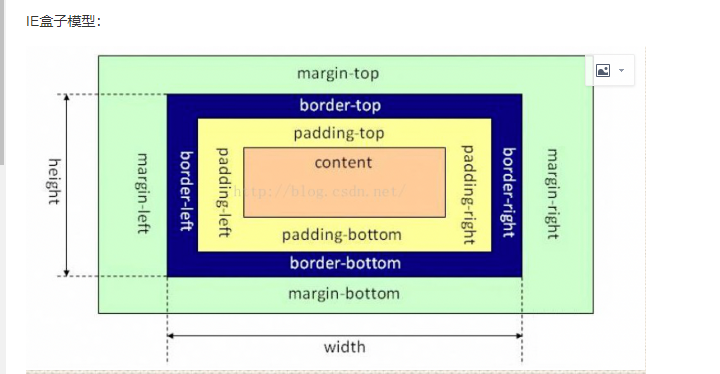 IE盒子模型：
margin-top
border-top
padding-top
content
height
margin-left
border-left
padding-left
padding-right
border-right
margin-right
http://blog.csdn.net/
padding-bottom
border-bottom
margin-bottom
width